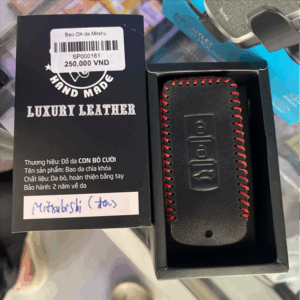 Bao CK da Mitshu
SP000161
250,000 VND
HAND MADE
LUXURY LEATHER
Thương hiệu: Đồ da CON BÒ CƯỜI
Tên sản phẩm: Bao da chìa khóa
Chất liệu: Da bò, hoàn thiện bằng tay
Bảo hành: 2 năm về da
Mitsubishi